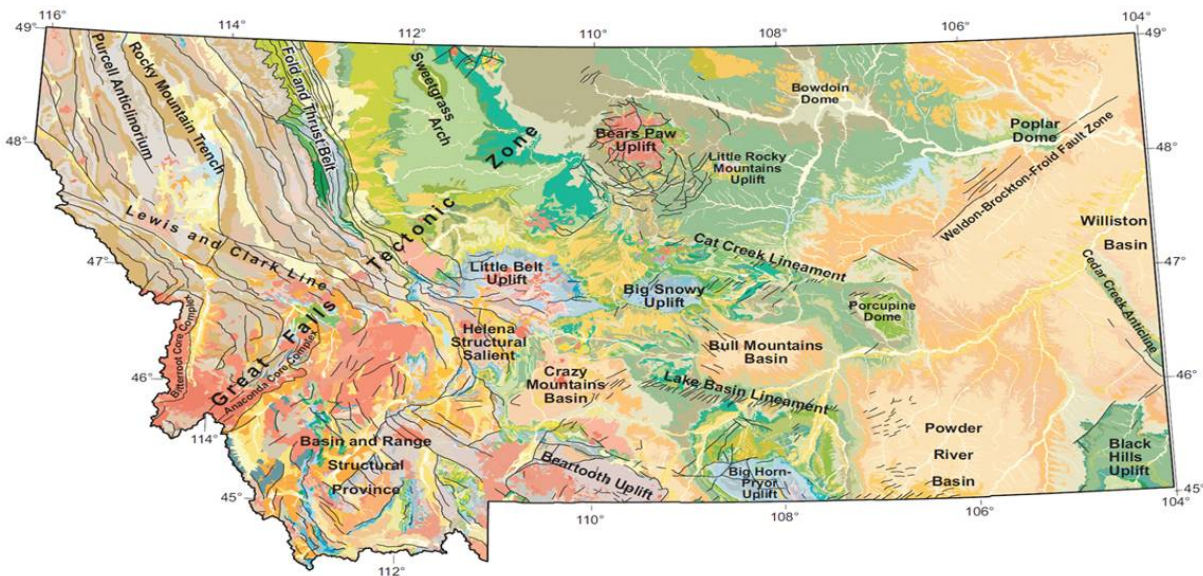 116°
114°
112°
110°
108°
106°
104°
49°
49°
48°
48°
47°
47°
46°
46°
45°
45°
114°
112°
110°
108°
106°
104°
Purcell Anticlinorium
Rocky Mountain Trench
Fold and Thrust Belt
Sweetgrass
Arch
Great Falls Tectonic Zone
Bears Paw
Uplift
Little Rocky
Mountains
Uplift
Bowdoin
Dome
Poplar
Dome
Weldon-Brockton-Froid Fault Zone
Williston
Basin
Lewis and Clark Line
Little Belt
Uplift
Big Snowy
Uplift
Cat Creek Lineament
Porcupine
Dome
Cedar Creek Anticline
Bitterroot Core Complex
Anaconda Core Complex
Helena
Structural
Salient
Bull Mountains
Basin
Crazy
Mountains
Basin
Lake Basin Lineament
Basin and Range
Structural
Province
Beartooth Uplift
Big Horn-
Pryor
Uplift
Powder
River
Basin
Black
Hills
Uplift